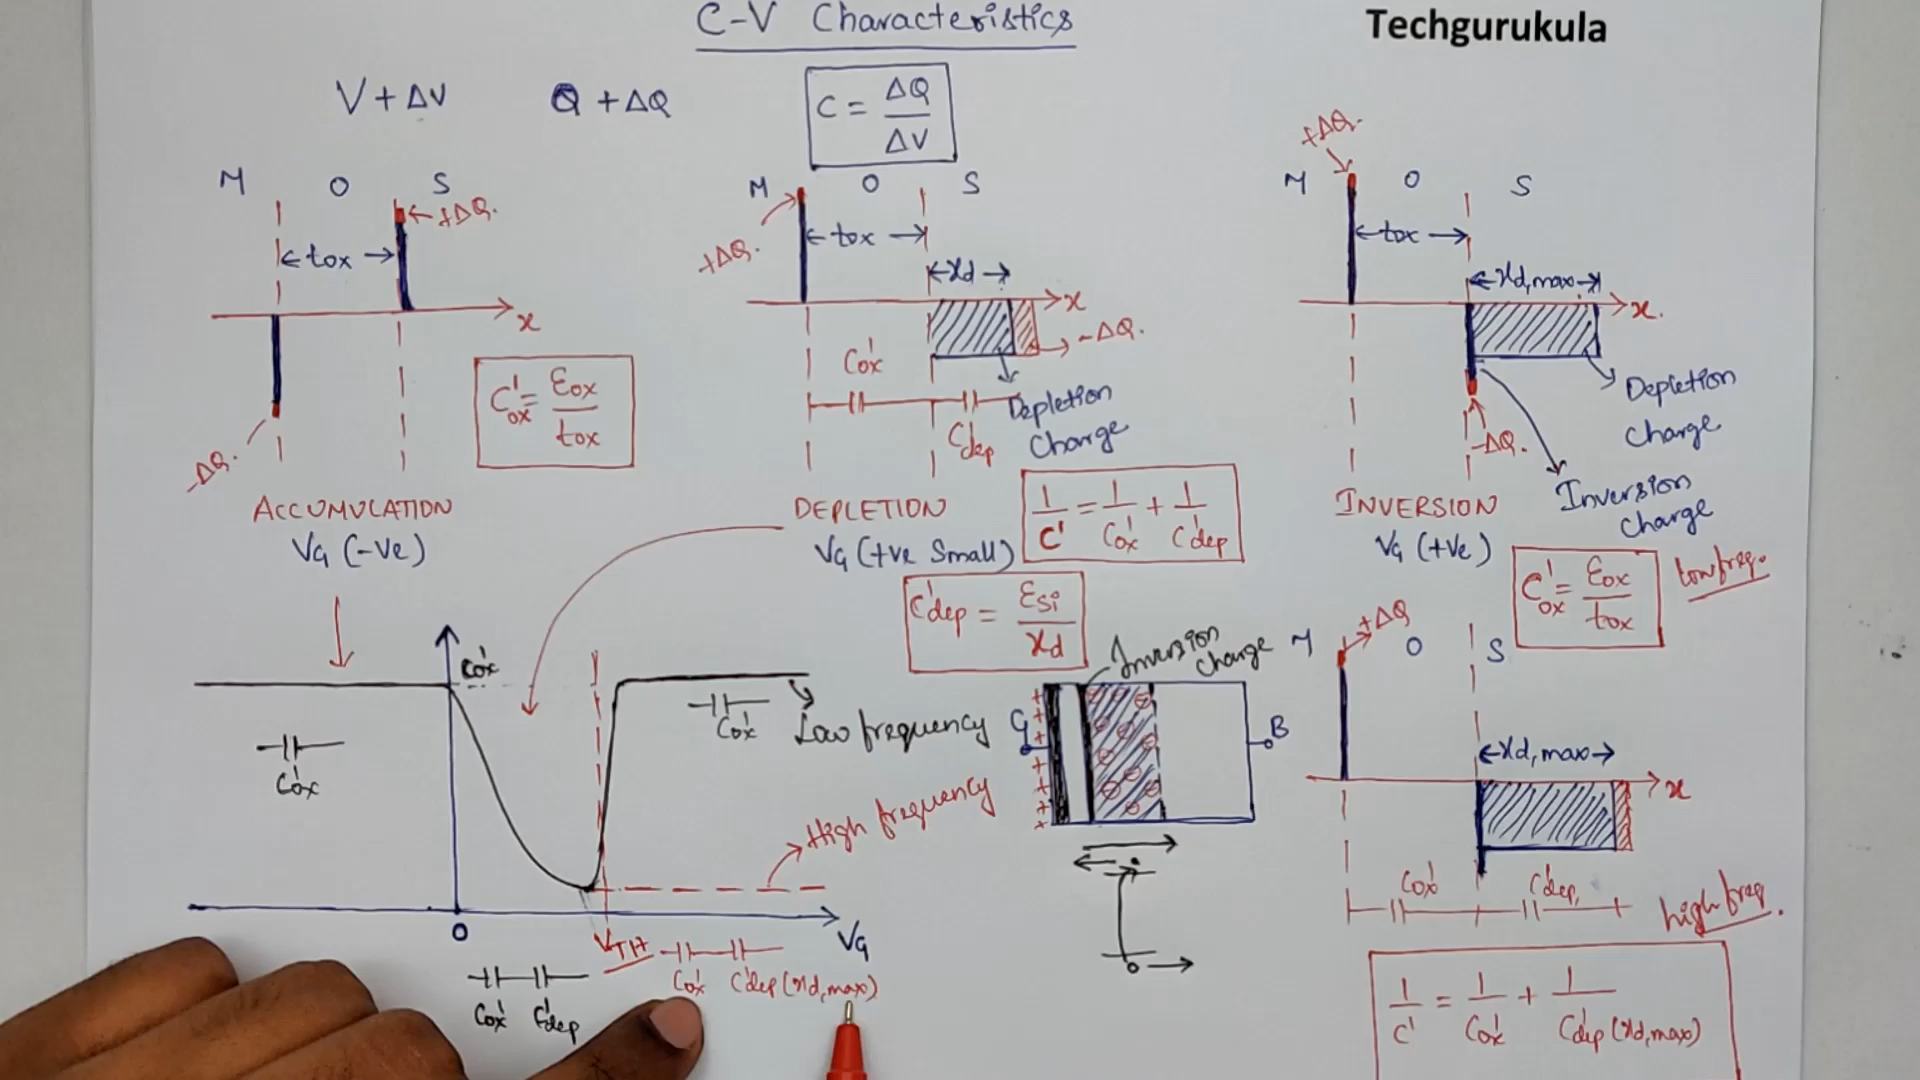 C-V Characteristics
Techgurukula
V + ΔV
Q + ΔQ
C = ΔQ / ΔV
M O S
+ΔQ.
tox
x
-ΔQ.
C'ox = εox / tox
ACCUMULATION
VG (-ve)
M O S
+ΔQ.
tox
xd
x
-ΔQ.
C'ox
C'dep
Depletion
Charge
DEPLETION
VG (+ve Small)
1/C' = 1/C'ox + 1/C'dep
C'dep = εsi / xd
+ΔQ.
M O S
tox
xd,max
x.
Depletion
charge
-ΔQ.
Inversion
charge
INVERSION
VG (+ve)
C'ox = εox / tox
low freq.
C'ox
C'ox
C'ox
Low frequency
High frequency
0
VTH
VG
C'ox C'dep
C'ox C'dep (xd,max)
Inversion
charge
G
B
+ + + + + + +
M O S
+ΔQ
xd,max
x
C'ox C'dep,
high freq.
1/C' = 1/C'ox + 1/C'dep (xd,max)